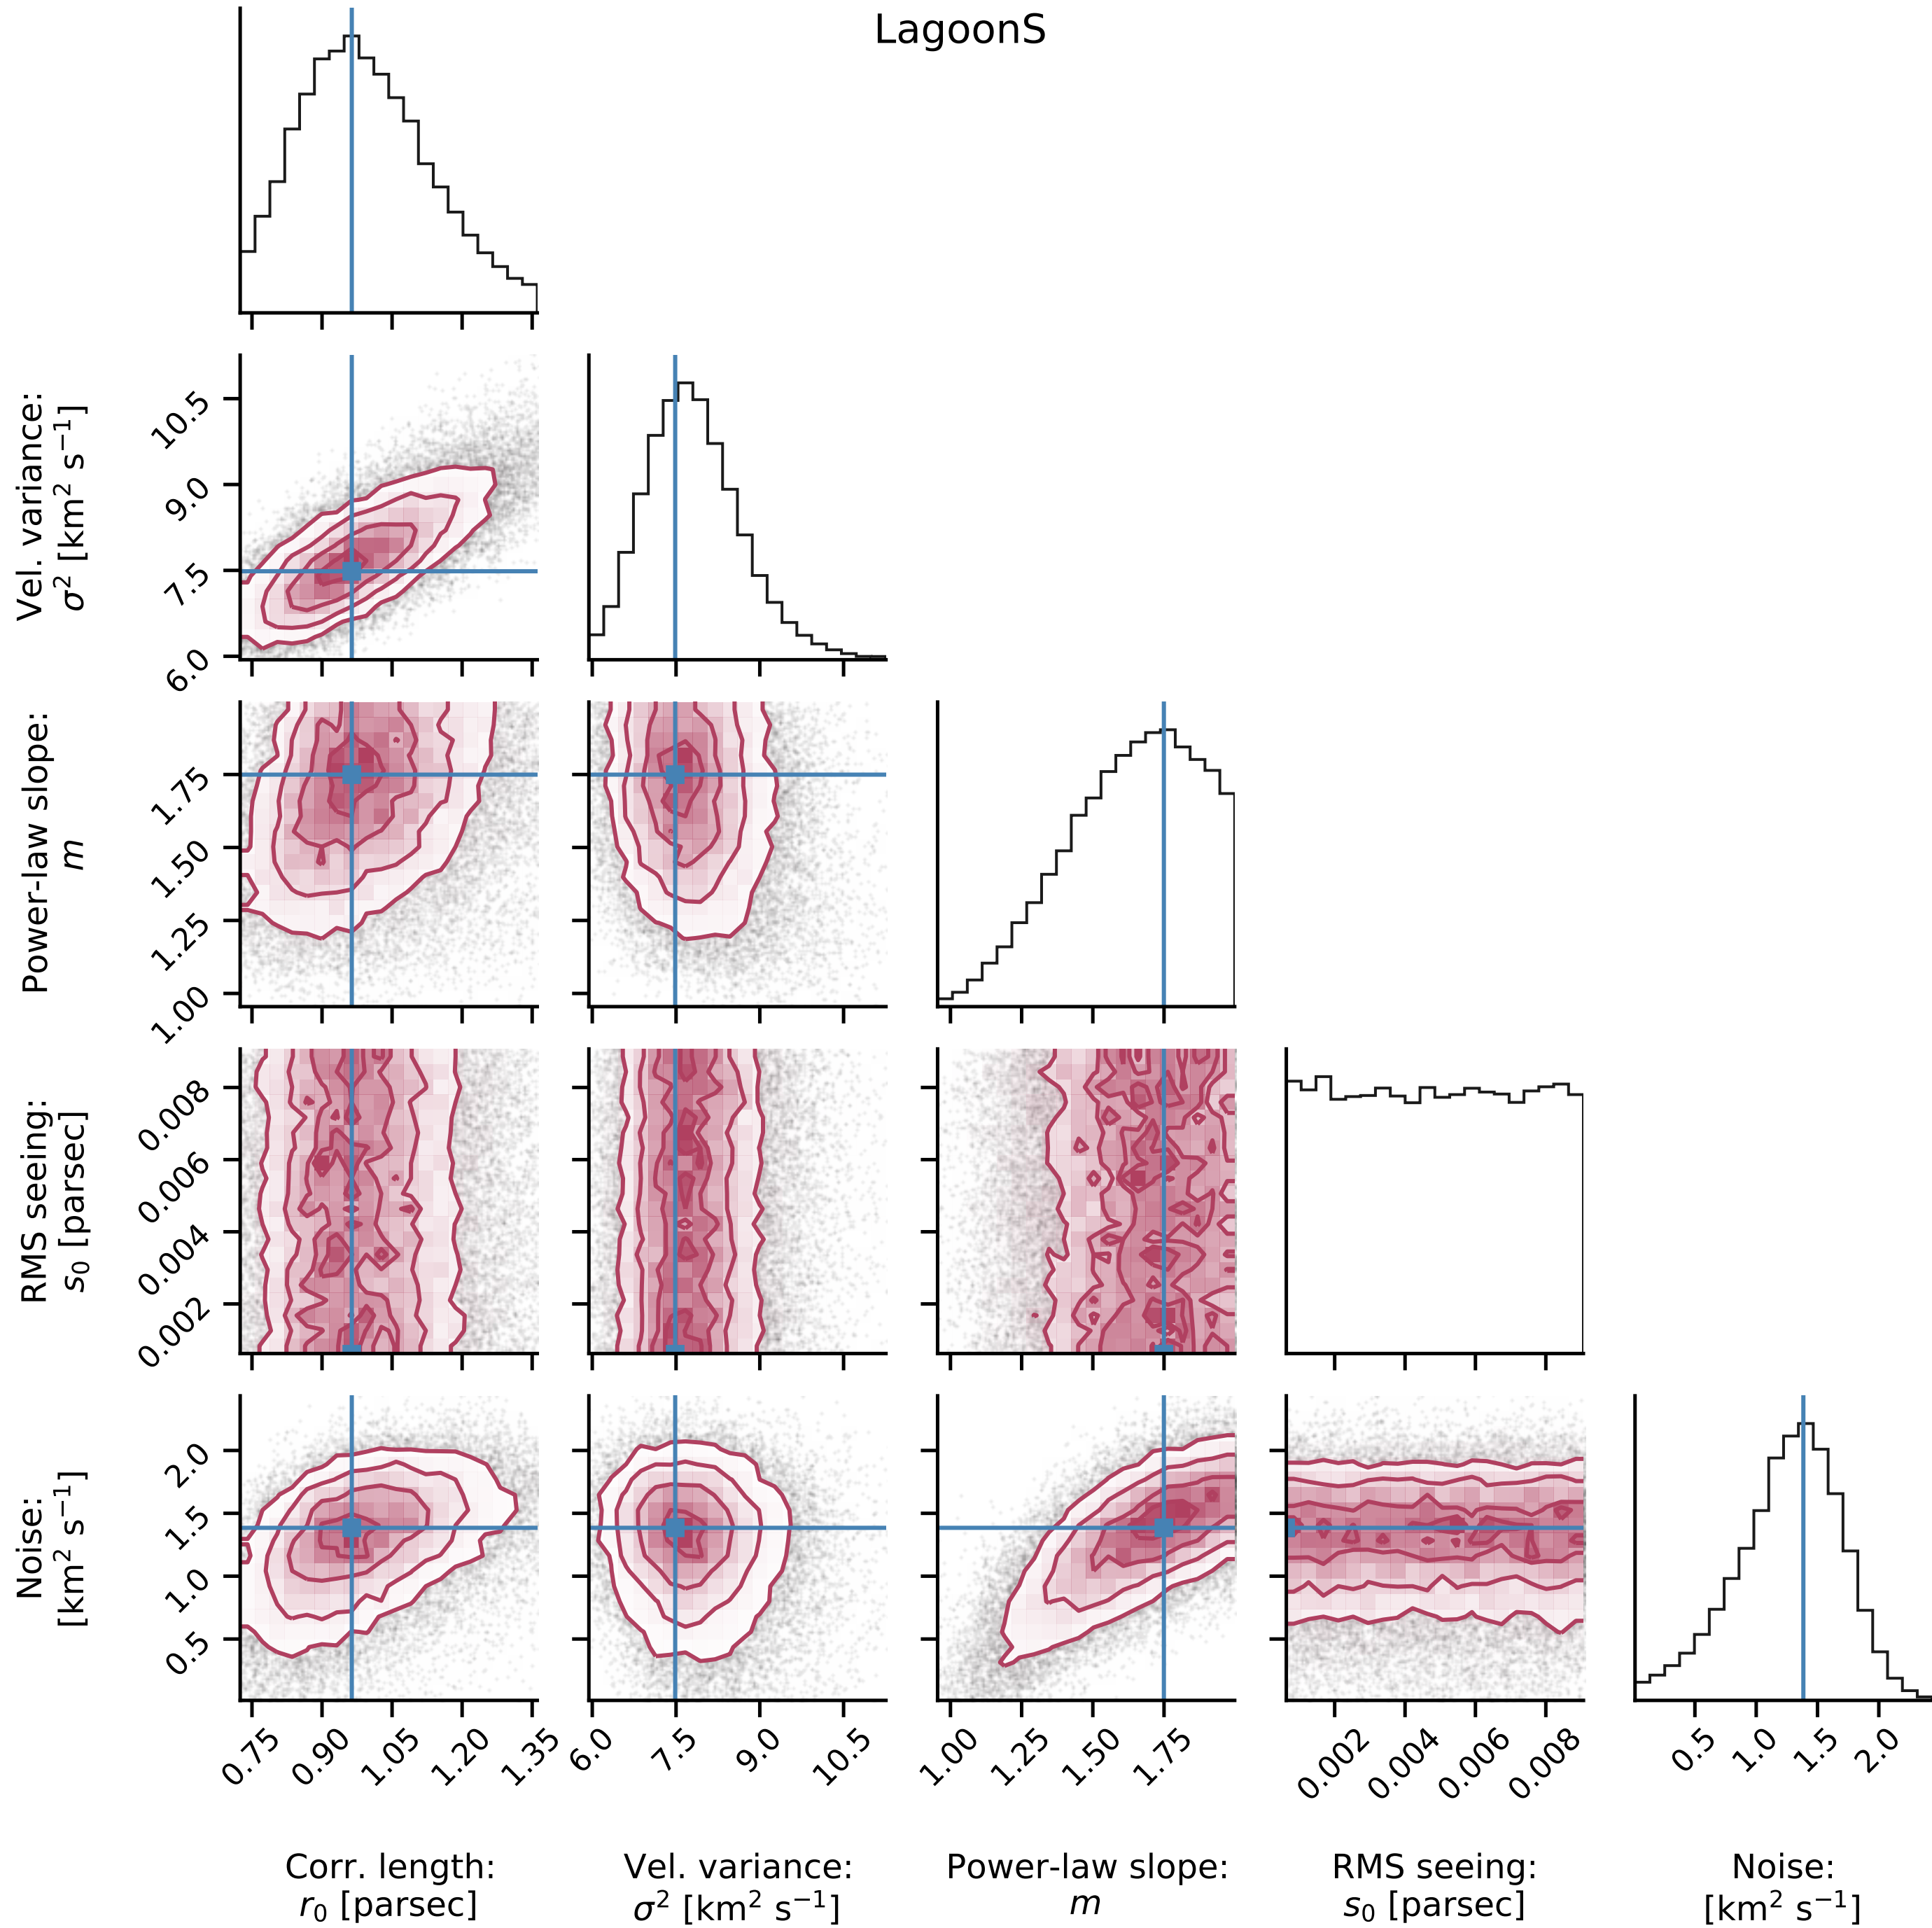 LagoonS
Vel. variance:
σ² [km² s⁻¹]
10.5
9.0
7.5
6.0
Power-law slope:
m
1.75
1.50
1.25
1.00
RMS seeing:
s₀ [parsec]
0.008
0.006
0.004
0.002
Noise:
[km² s⁻¹]
2.0
1.5
1.0
0.5
0.75 0.90 1.05 1.20 1.35 6.0 7.5 9.0 10.5 1.00 1.25 1.50 1.75 0.002 0.004 0.006 0.008 0.5 1.0 1.5 2.0
Corr. length: Vel. variance: Power-law slope: RMS seeing: Noise:
r₀ [parsec] σ² [km² s⁻¹] m s₀ [parsec] [km² s⁻¹]